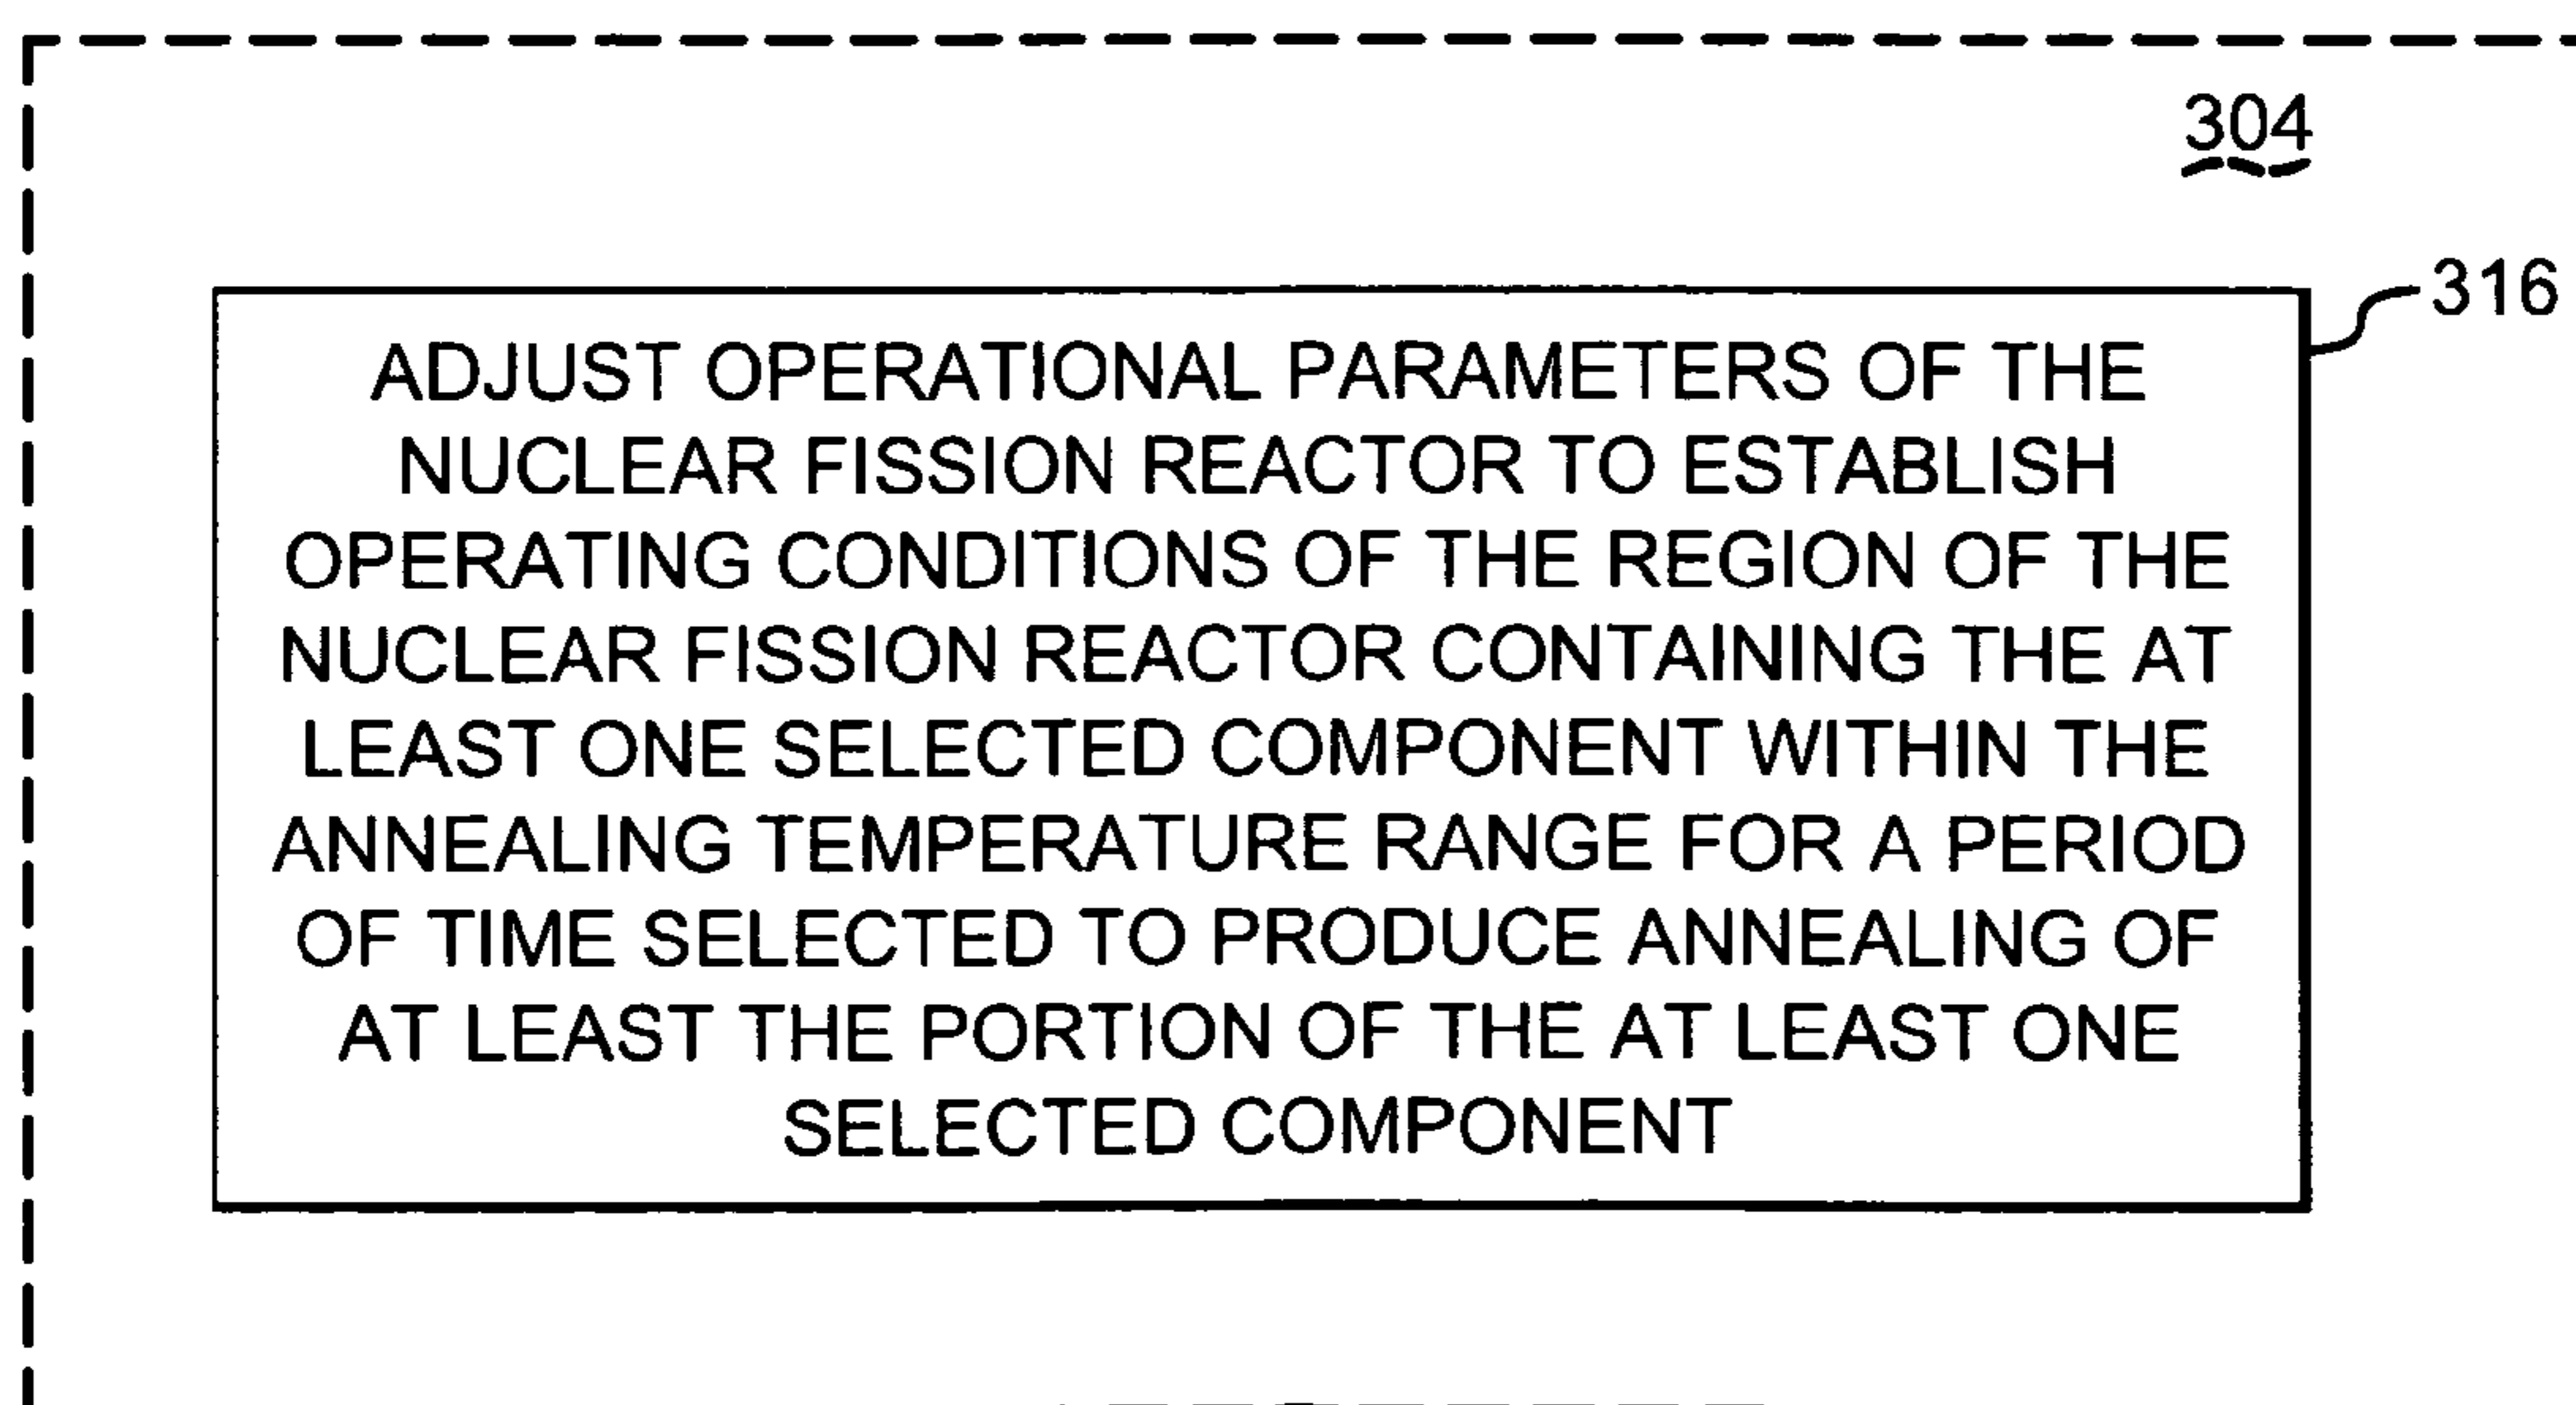 304
316
ADJUST OPERATIONAL PARAMETERS OF THE
NUCLEAR FISSION REACTOR TO ESTABLISH
OPERATING CONDITIONS OF THE REGION OF THE
NUCLEAR FISSION REACTOR CONTAINING THE AT
LEAST ONE SELECTED COMPONENT WITHIN THE
ANNEALING TEMPERATURE RANGE FOR A PERIOD
OF TIME SELECTED TO PRODUCE ANNEALING OF
AT LEAST THE PORTION OF THE AT LEAST ONE
SELECTED COMPONENT